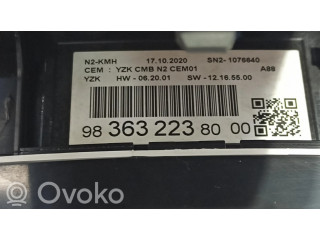 N2-KMH 17.10.2020 SN2- 1076640
CEM : YZK CMB N2 CEM01 A88
YZK HW - 06.20.01 SW - 12.16.55.00
98 363 223 80 00
Ovoko